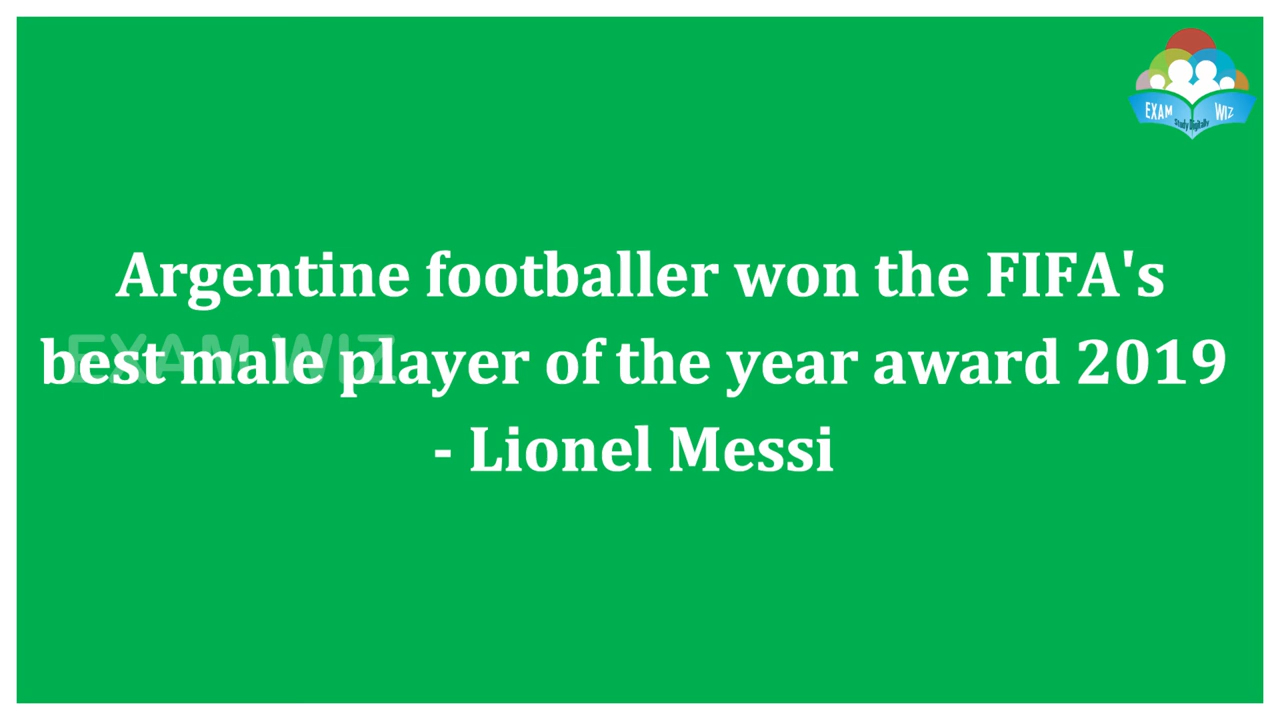 EXAM WIZ
Study Digitally
Argentine footballer won the FIFA's
EXAM WIZ
best male player of the year award 2019
- Lionel Messi